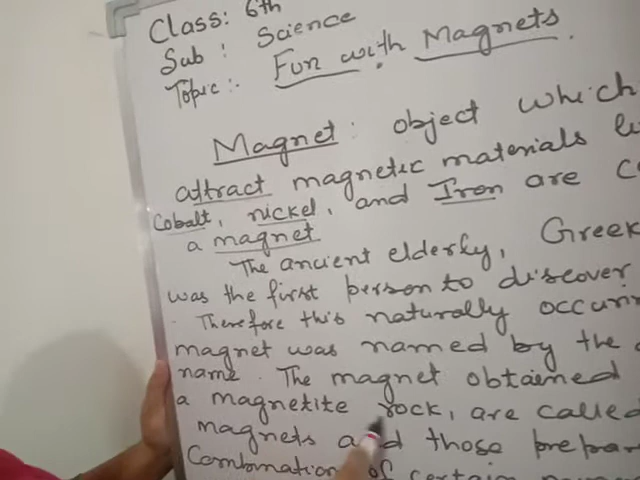 Class: 6th
Sub : Science
Topic:- Fun with Magnets.
Magnet: object which
attract magnetic materials
Cobalt, nickel, and Iron are
a magnet
The ancient elderly, Greek
was the first person to discover
Therefore this naturally
magnet was named by the
name. The magnet obtained
a magnetite rock, are called
magnets and those
Combination of certain